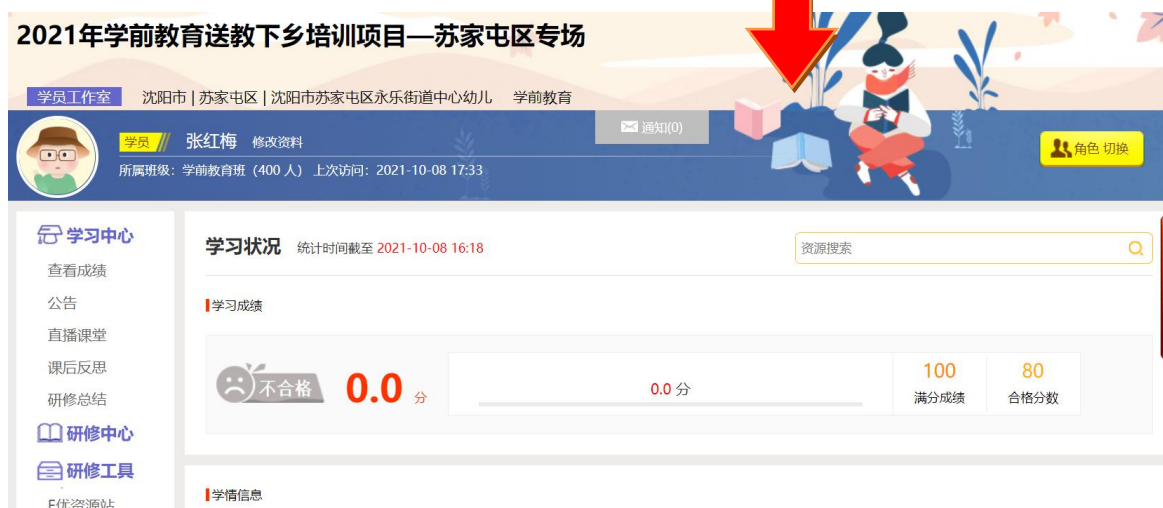 2021年学前教育送教下乡培训项目—苏家屯区专场
学员工作室 沈阳市 | 苏家屯区 | 沈阳市苏家屯区永乐街道中心幼儿 学前教育
通知(0)
学员 张红梅 修改资料
角色 切换
所属班级：学前教育班（400 人）上次访问：2021-10-08 17:33
学习中心
查看成绩
公告
直播课堂
课后反思
研修总结
研修中心
研修工具
E优资源站
学习状况 统计时间截至 2021-10-08 16:18
资源搜索
学习成绩
不合格 0.0 分
0.0 分
100
满分成绩
80
合格分数
学情信息